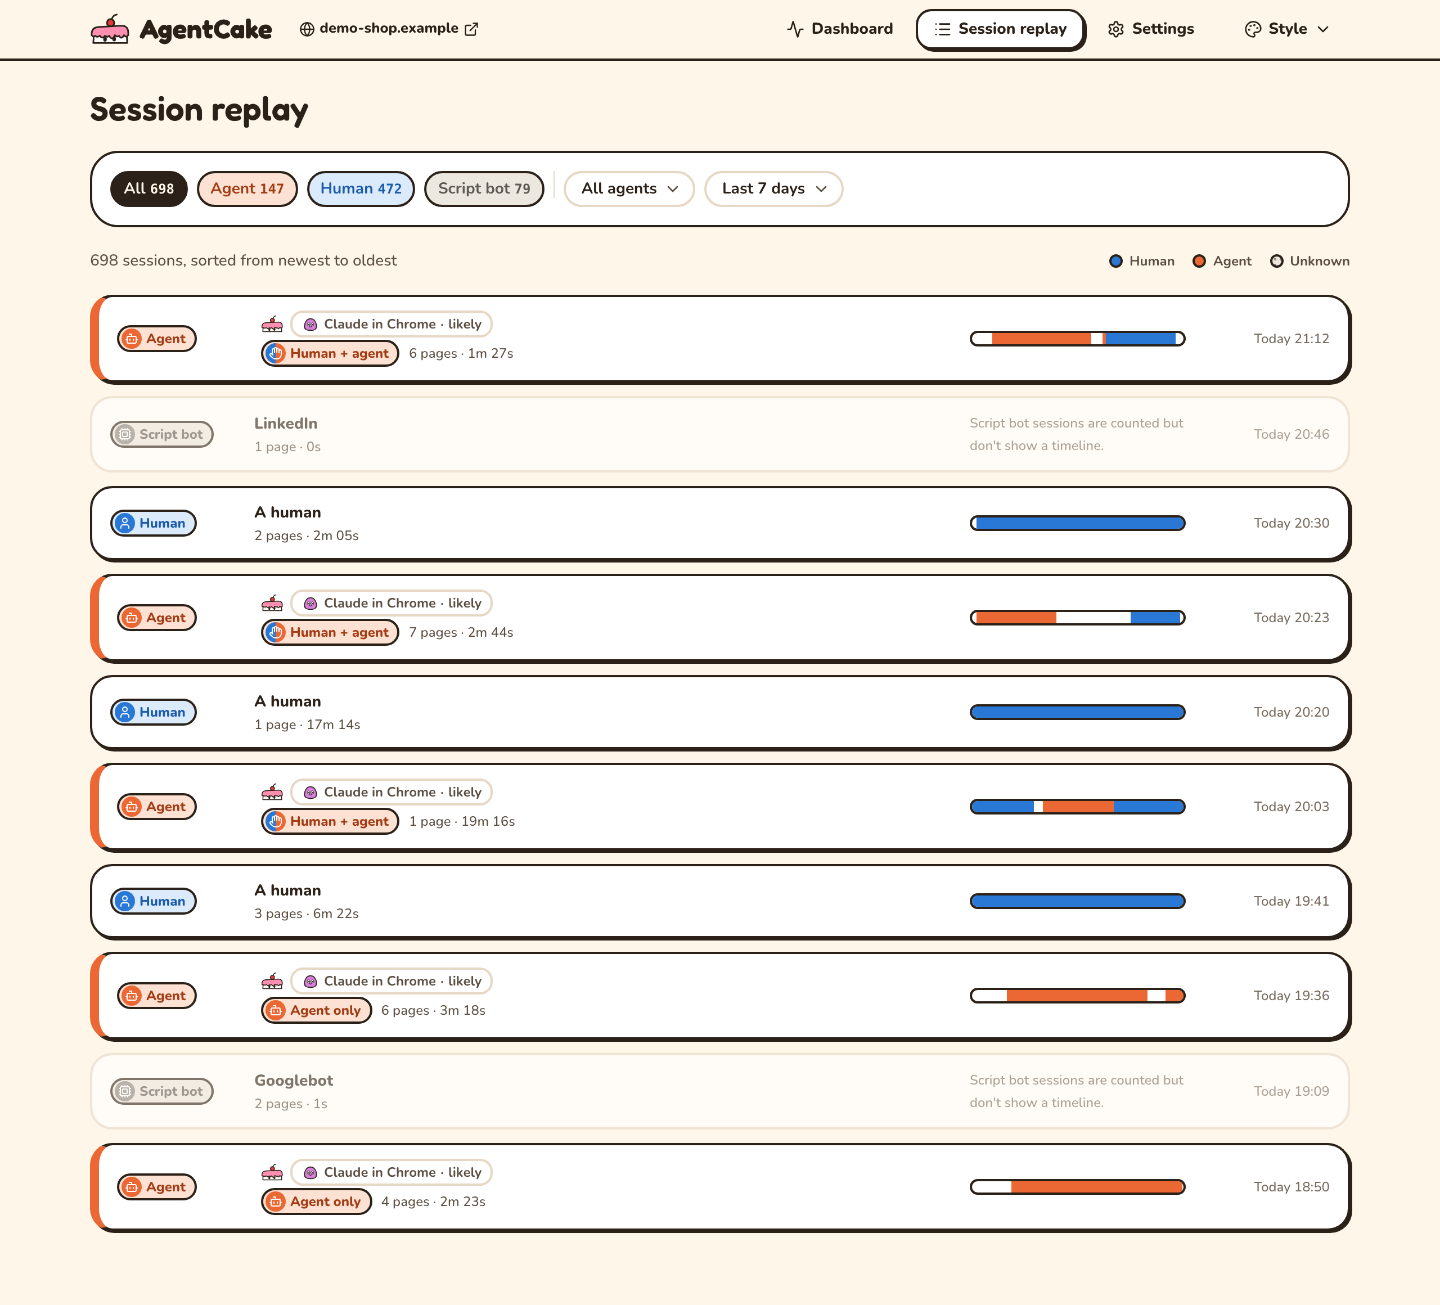 AgentCake
demo-shop.example
Dashboard
Session replay
Settings
Style
Session replay
All 698
Agent 147
Human 472
Script bot 79
All agents
Last 7 days
698 sessions, sorted from newest to oldest
Human
Agent
Unknown
Agent
Claude in Chrome · likely
Human + agent
6 pages · 1m 27s
Today 21:12
Script bot
LinkedIn
1 page · 0s
Script bot sessions are counted but
don't show a timeline.
Today 20:46
Human
A human
2 pages · 2m 05s
Today 20:30
Agent
Claude in Chrome · likely
Human + agent
7 pages · 2m 44s
Today 20:23
Human
A human
1 page · 17m 14s
Today 20:20
Agent
Claude in Chrome · likely
Human + agent
1 page · 19m 16s
Today 20:03
Human
A human
3 pages · 6m 22s
Today 19:41
Agent
Claude in Chrome · likely
Agent only
6 pages · 3m 18s
Today 19:36
Script bot
Googlebot
2 pages · 1s
Script bot sessions are counted but
don't show a timeline.
Today 19:09
Agent
Claude in Chrome · likely
Agent only
4 pages · 2m 23s
Today 18:50